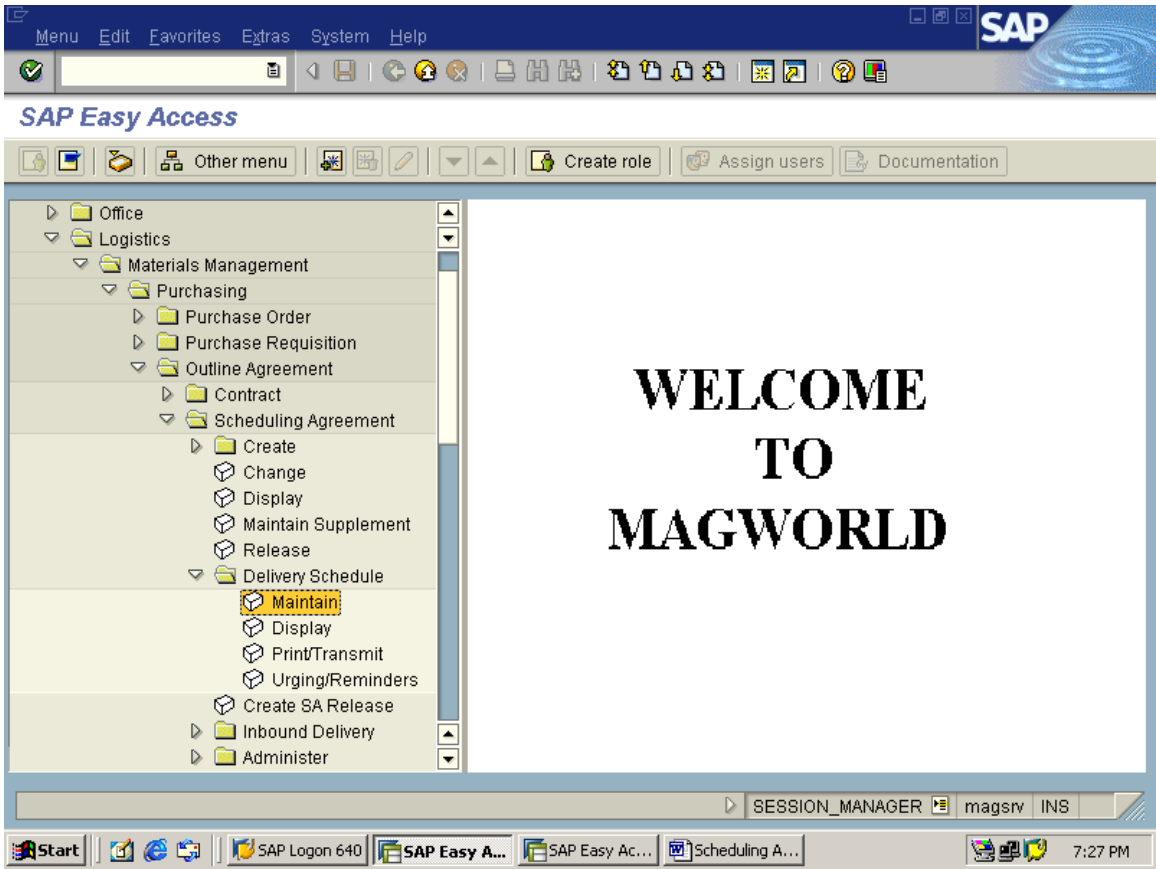 Menu Edit Favorites Extras System Help
SAP
SAP Easy Access
Other menu Create role Assign users Documentation
Office
Logistics
Materials Management
Purchasing
Purchase Order
Purchase Requisition
Outline Agreement
Contract
Scheduling Agreement
Create
Change
Display
Maintain Supplement
Release
Delivery Schedule
Maintain
Display
Print/Transmit
Urging/Reminders
Create SA Release
Inbound Delivery
Administer
WELCOME
TO
MAGWORLD
SESSION_MANAGER magsrv INS
Start SAP Logon 640 SAP Easy A... SAP Easy Ac... Scheduling A... 7:27 PM